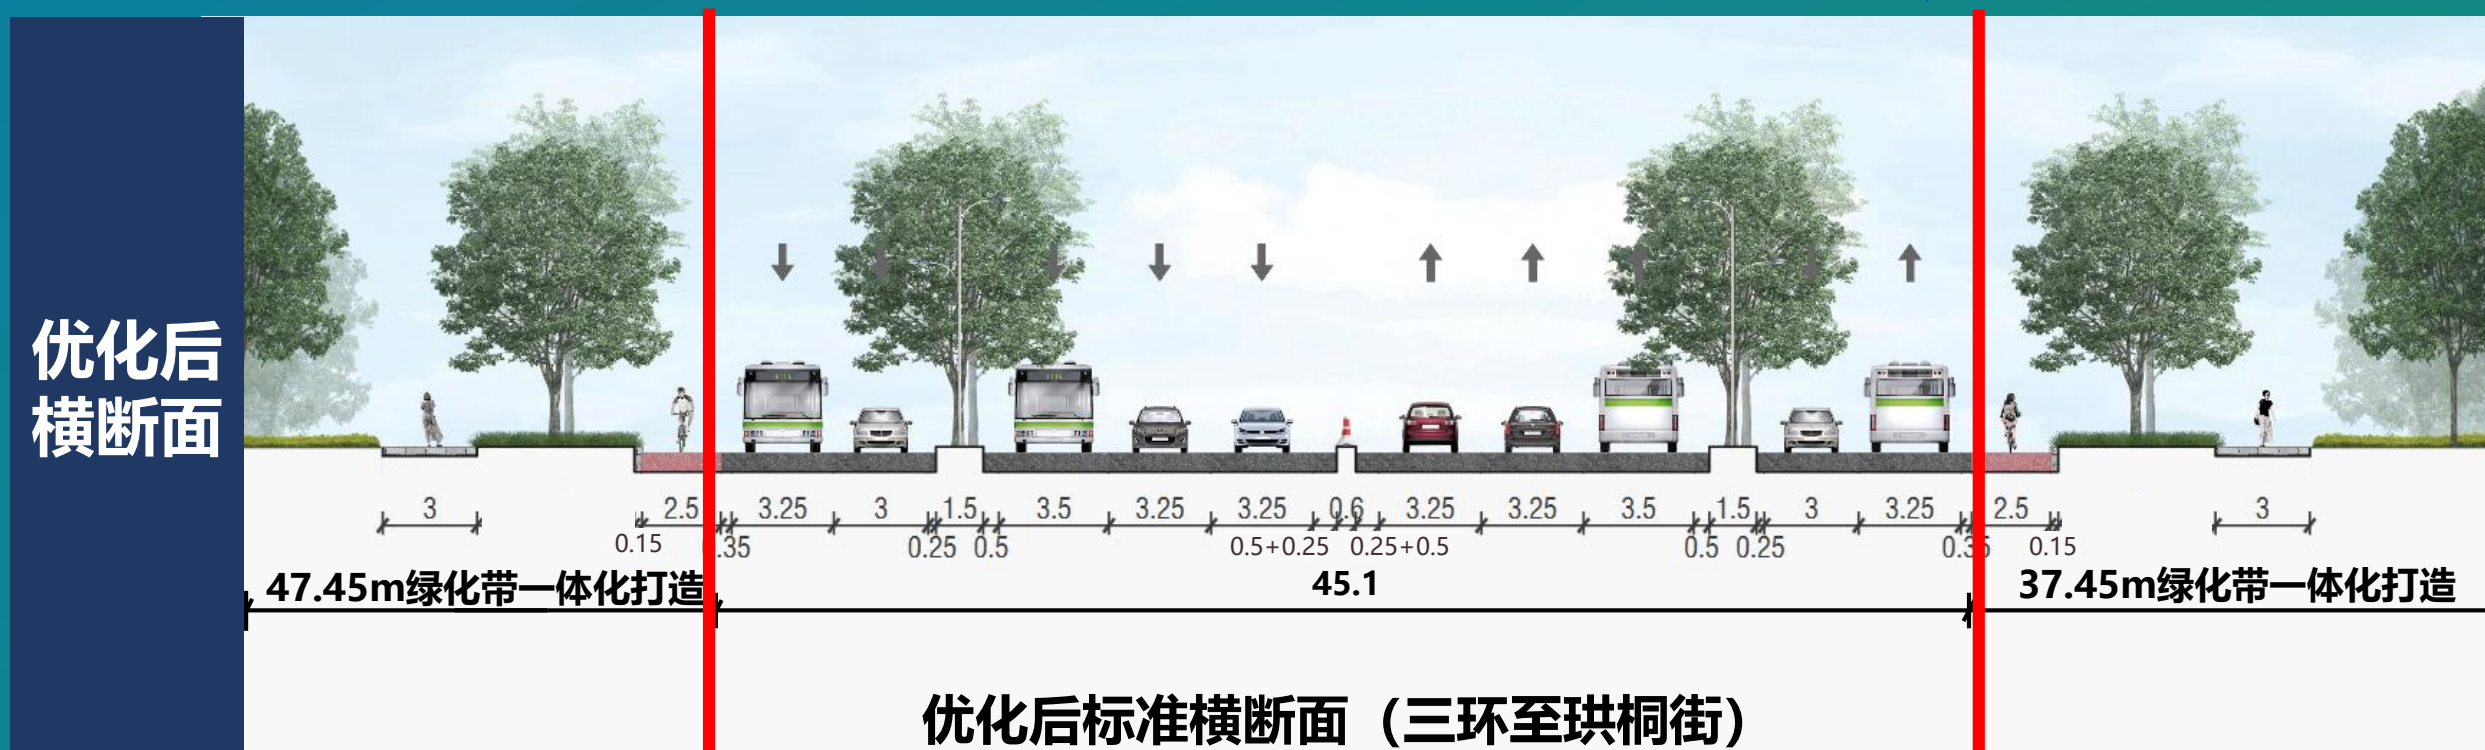 优化后
横断面
3 2.5 3.25 3 1.5 3.5 3.25 3.25 0.6 3.25 3.25 3.5 1.5 3 3.25 2.5 3
0.15 .35 0.25 0.5 0.5+0.25 0.25+0.5 0.5 0.25 0.35 0.15
47.45m绿化带一体化打造 45.1 37.45m绿化带一体化打造
优化后标准横断面（三环至珙桐街）